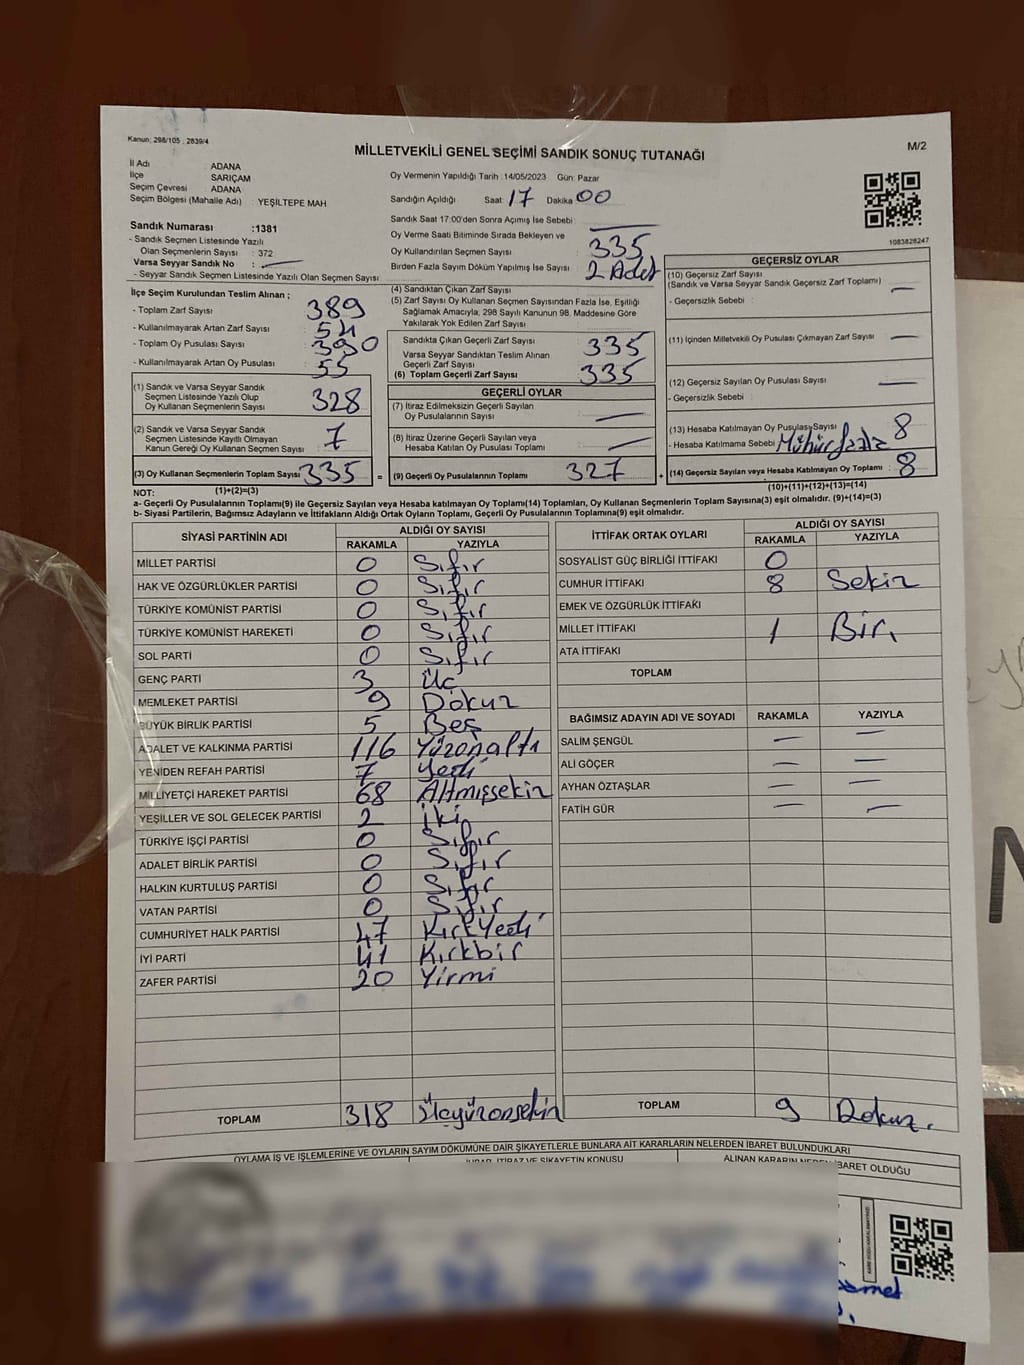 Kanun; 298/105 ; 2839/4
MİLLETVEKİLİ GENEL SEÇİMİ SANDIK SONUÇ TUTANAĞI
M/2
İl Adı : ADANA
İlçe : SARIÇAM
Seçim Çevresi : ADANA
Seçim Bölgesi (Mahalle Adı) : YEŞİLTEPE MAH
Sandık Numarası :1381
- Sandık Seçmen Listesinde Yazılı
Olan Seçmenlerin Sayısı : 372
Varsa Seyyar Sandık No : —
- Seyyar Sandık Seçmen Listesinde Yazılı Olan Seçmen Sayısı
Oy Vermenin Yapıldığı Tarih : 14/05/2023 Gün: Pazar
Sandığın Açıldığı Saat : 17 Dakika : 00
Sandık Saat 17:00'den Sonra Açımış İse Sebebi : —
Oy Verme Saati Bitiminde Sırada Bekleyen ve
Oy Kullandırılan Seçmen Sayısı : 335
Birden Fazla Sayım Döküm Yapılmış İse Sayısı : 2 Adet
1083828247
İlçe Seçim Kurulundan Teslim Alınan ;
- Toplam Zarf Sayısı : 389
- Kullanılmayarak Artan Zarf Sayısı : 54
- Toplam Oy Pusulası Sayısı : 390
- Kullanılmayarak Artan Oy Pusulası : 55
(1) Sandık ve Varsa Seyyar Sandık
Seçmen Listesinde Yazılı Olup
Oy Kullanan Seçmenlerin Sayısı : 328
(2) Sandık ve Varsa Seyyar Sandık
Seçmen Listesinde Kayıtlı Olmayan
Kanun Gereği Oy Kullanan Seçmen Sayısı : 7
(3) Oy Kullanan Seçmenlerin Toplam Sayısı : 335
(1)+(2)=(3)
(4) Sandıktan Çıkan Zarf Sayısı
(5) Zarf Sayısı Oy Kullanan Seçmen Sayısından Fazla İse, Eşitliği
Sağlamak Amacıyla, 298 Sayılı Kanunun 98. Maddesine Göre
Yakılarak Yok Edilen Zarf Sayısı :
Sandıkta Çıkan Geçerli Zarf Sayısı : 335
Varsa Seyyar Sandıktan Teslim Alınan
Geçerli Zarf Sayısı
(6) Toplam Geçerli Zarf Sayısı : 335
GEÇERLİ OYLAR
(7) İtiraz Edilmeksizin Geçerli Sayılan
Oy Pusulalarının Sayısı : —
(8) İtiraz Üzerine Geçerli Sayılan veya
Hesaba Katılan Oy Pusulası Toplamı : —
= (9) Geçerli Oy Pusulalarının Toplamı : 327 +
GEÇERSİZ OYLAR
(10) Geçersiz Zarf Sayısı
(Sandık ve Varsa Seyyar Sandık Geçersiz Zarf Toplamı) : —
- Geçersizlik Sebebi :
(11) İçinden Milletvekili Oy Pusulası Çıkmayan Zarf Sayısı : —
(12) Geçersiz Sayılan Oy Pusulası Sayısı : —
- Geçersizlik Sebebi :
(13) Hesaba Katılmayan Oy Pusulası Sayısı : 8
- Hesaba Katılmama Sebebi : Mühür fazla
(14) Geçersiz Sayılan veya Hesaba Katılmayan Oy Toplamı : 8
(10)+(11)+(12)+(13)=(14)
NOT:
a- Geçerli Oy Pusulalarının Toplamı(9) ile Geçersiz Sayılan veya Hesaba katılmayan Oy Toplamı(14) Toplamları, Oy Kullanan Seçmenlerin Toplam Sayısına(3) eşit olmalıdır. (9)+(14)=(3)
b- Siyasi Partilerin, Bağımsız Adayların ve İttifakların Aldığı Ortak Oyların Toplamı, Geçerli Oy Pusulalarının Toplamına(9) eşit olmalıdır.
SİYASİ PARTİNİN ADI ALDIĞI OY SAYISI
RAKAMLA YAZIYLA
MİLLET PARTİSİ 0 Sıfır
HAK VE ÖZGÜRLÜKLER PARTİSİ 0 Sıfır
TÜRKİYE KOMÜNİST PARTİSİ 0 Sıfır
TÜRKİYE KOMÜNİST HAREKETİ 0 Sıfır
SOL PARTİ 0 Sıfır
GENÇ PARTİ 3 Üç
MEMLEKET PARTİSİ 9 Dokuz
BÜYÜK BİRLİK PARTİSİ 5 Beş
ADALET VE KALKINMA PARTİSİ 116 Yüzonaltı
YENİDEN REFAH PARTİSİ 7 Yedi
MİLLİYETÇİ HAREKET PARTİSİ 68 Altmışsekiz
YEŞİLLER VE SOL GELECEK PARTİSİ 2 İki
TÜRKİYE İŞÇİ PARTİSİ 0 Sıfır
ADALET BİRLİK PARTİSİ 0 Sıfır
HALKIN KURTULUŞ PARTİSİ 0 Sıfır
VATAN PARTİSİ 0 Sıfır
CUMHURİYET HALK PARTİSİ 47 Kırkyedi
İYİ PARTİ 41 Kırkbir
ZAFER PARTİSİ 20 Yirmi
TOPLAM 318 Üçyüzonsekiz
İTTİFAK ORTAK OYLARI ALDIĞI OY SAYISI
RAKAMLA YAZIYLA
SOSYALİST GÜÇ BİRLİĞİ İTTİFAKI 0
CUMHUR İTTİFAKI 8 Sekiz
EMEK VE ÖZGÜRLÜK İTTİFAKI
MİLLET İTTİFAKI 1 Bir.
ATA İTTİFAKI
TOPLAM
BAĞIMSIZ ADAYIN ADI VE SOYADI RAKAMLA YAZIYLA
SALİM ŞENGÜL — —
ALİ GÖÇER — —
AYHAN ÖZTAŞLAR — —
FATİH GÜR — —
TOPLAM 9 Dokuz.
OYLAMA İŞ VE İŞLEMLERİNE VE OYLARIN SAYIM DÖKÜMÜNE DAİR ŞİKAYETLERLE BUNLARA AİT KARARLARIN NELERDEN İBARET BULUNDUKLARI
İTİRAZ VE ŞİKAYETİN KONUSU
ALINAN KARARIN NEDEN İBARET OLDUĞU